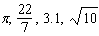 π, 22/7, 3.1, √10